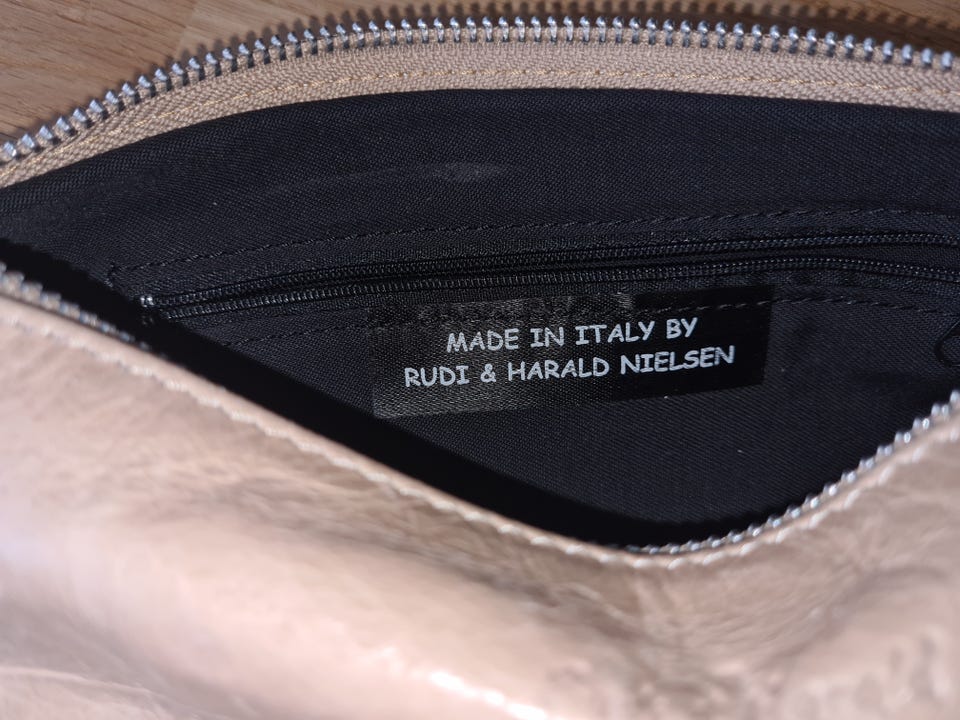 MADE IN ITALY BY
RUDI & HARALD NIELSEN